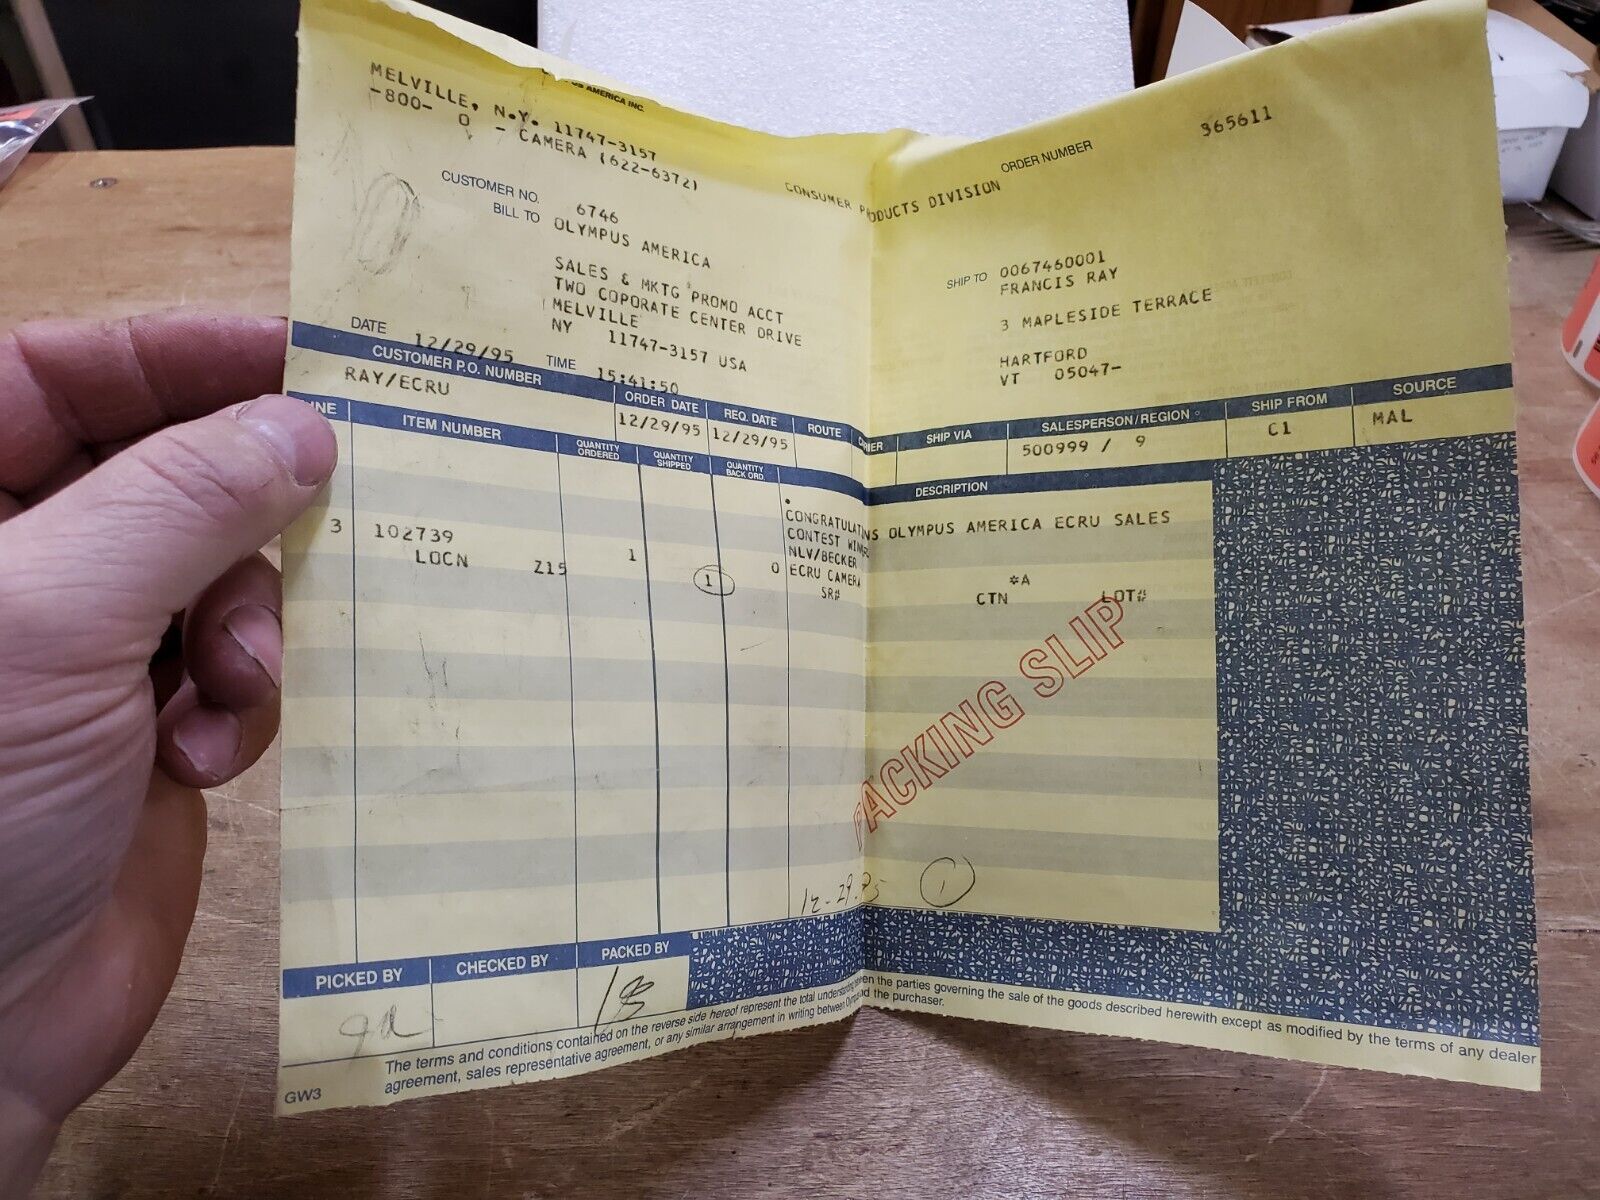 US AMERICA INC.
MELVILLE, N.Y. 11747-3157
-800- 0 - CAMERA (622-6372)
CONSUMER PRODUCTS DIVISION
ORDER NUMBER 365611
CUSTOMER NO. 6746
BILL TO OLYMPUS AMERICA
SALES & MKTG PROMO ACCT
TWO COPORATE CENTER DRIVE
MELVILLE
NY 11747-3157 USA
SHIP TO 0067460001
FRANCIS RAY
3 MAPLESIDE TERRACE
HARTFORD
VT 05047-
DATE 12/29/95 TIME 15:41:50
CUSTOMER P.O. NUMBER ORDER DATE REQ. DATE ROUTE SHIP VIA SALESPERSON/REGION SHIP FROM SOURCE
RAY/ECRU 12/29/95 12/29/95 500999 / 9 C1 MAL
LINE ITEM NUMBER QUANTITY ORDERED QUANTITY SHIPPED QUANTITY BACK ORD. DESCRIPTION
CONGRATULATINS OLYMPUS AMERICA ECRU SALES
CONTEST WINNER
NLV/BECKER
3 102739 1 1 0 ECRU CAMERA *A
LOCN Z15 SR# CTN LOT#
PACKING SLIP
12-29-95 1
PICKED BY CHECKED BY PACKED BY
The terms and conditions contained on the reverse side hereof represent the total understanding between the parties governing the sale of the goods described herewith except as modified by the terms of any dealer
agreement, sales representative agreement, or any similar arrangement in writing between Olympus and the purchaser.
GW3